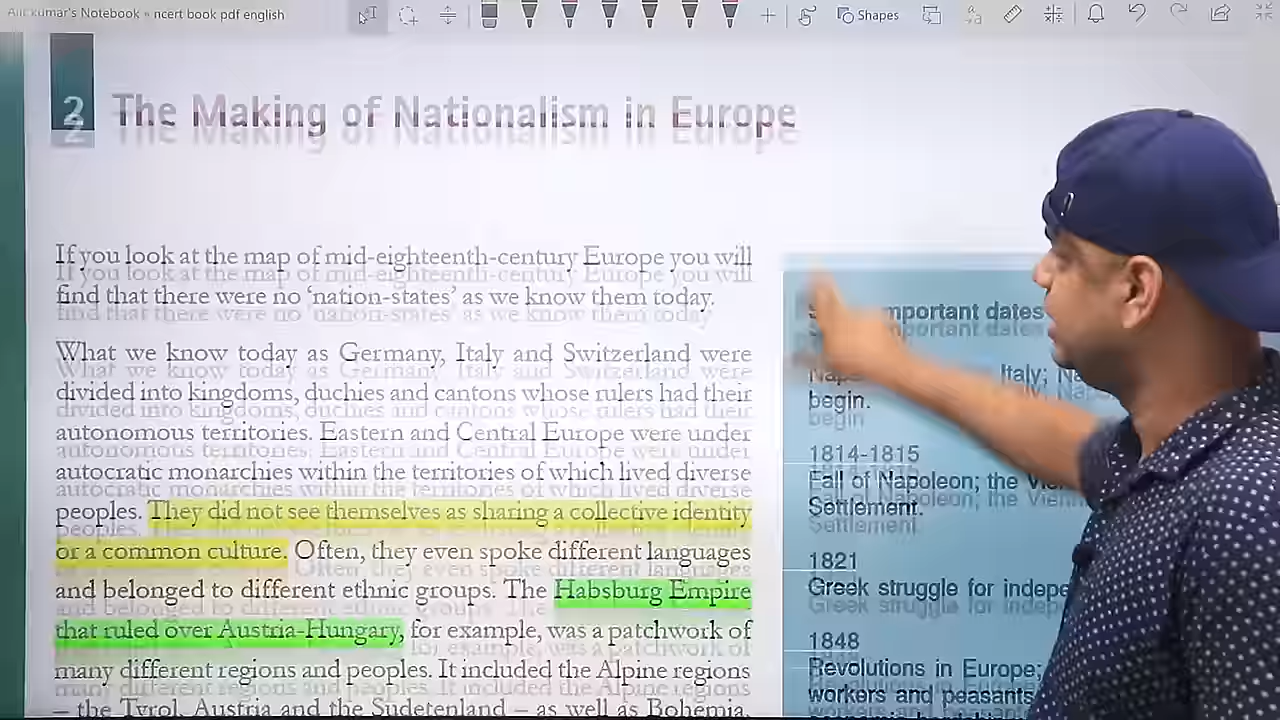 Anil kumar's Notebook » ncert book pdf english
Shapes
2 The Making of Nationalism in Europe
If you look at the map of mid-eighteenth-century Europe you will
find that there were no 'nation-states' as we know them today.
What we know today as Germany, Italy and Switzerland were
divided into kingdoms, duchies and cantons whose rulers had their
autonomous territories. Eastern and Central Europe were under
autocratic monarchies within the territories of which lived diverse
peoples. They did not see themselves as sharing a collective identity
or a common culture. Often, they even spoke different languages
and belonged to different ethnic groups. The Habsburg Empire
that ruled over Austria-Hungary, for example, was a patchwork of
many different regions and peoples. It included the Alpine regions
– the Tyrol, Austria and the Sudetenland – as well as Bohemia,
important dates
Italy;
begin.
1814-1815
Fall of Napoleon; the
Settlement.
1821
Greek struggle for indepe
1848
Revolutions in Europe;
workers and peasants